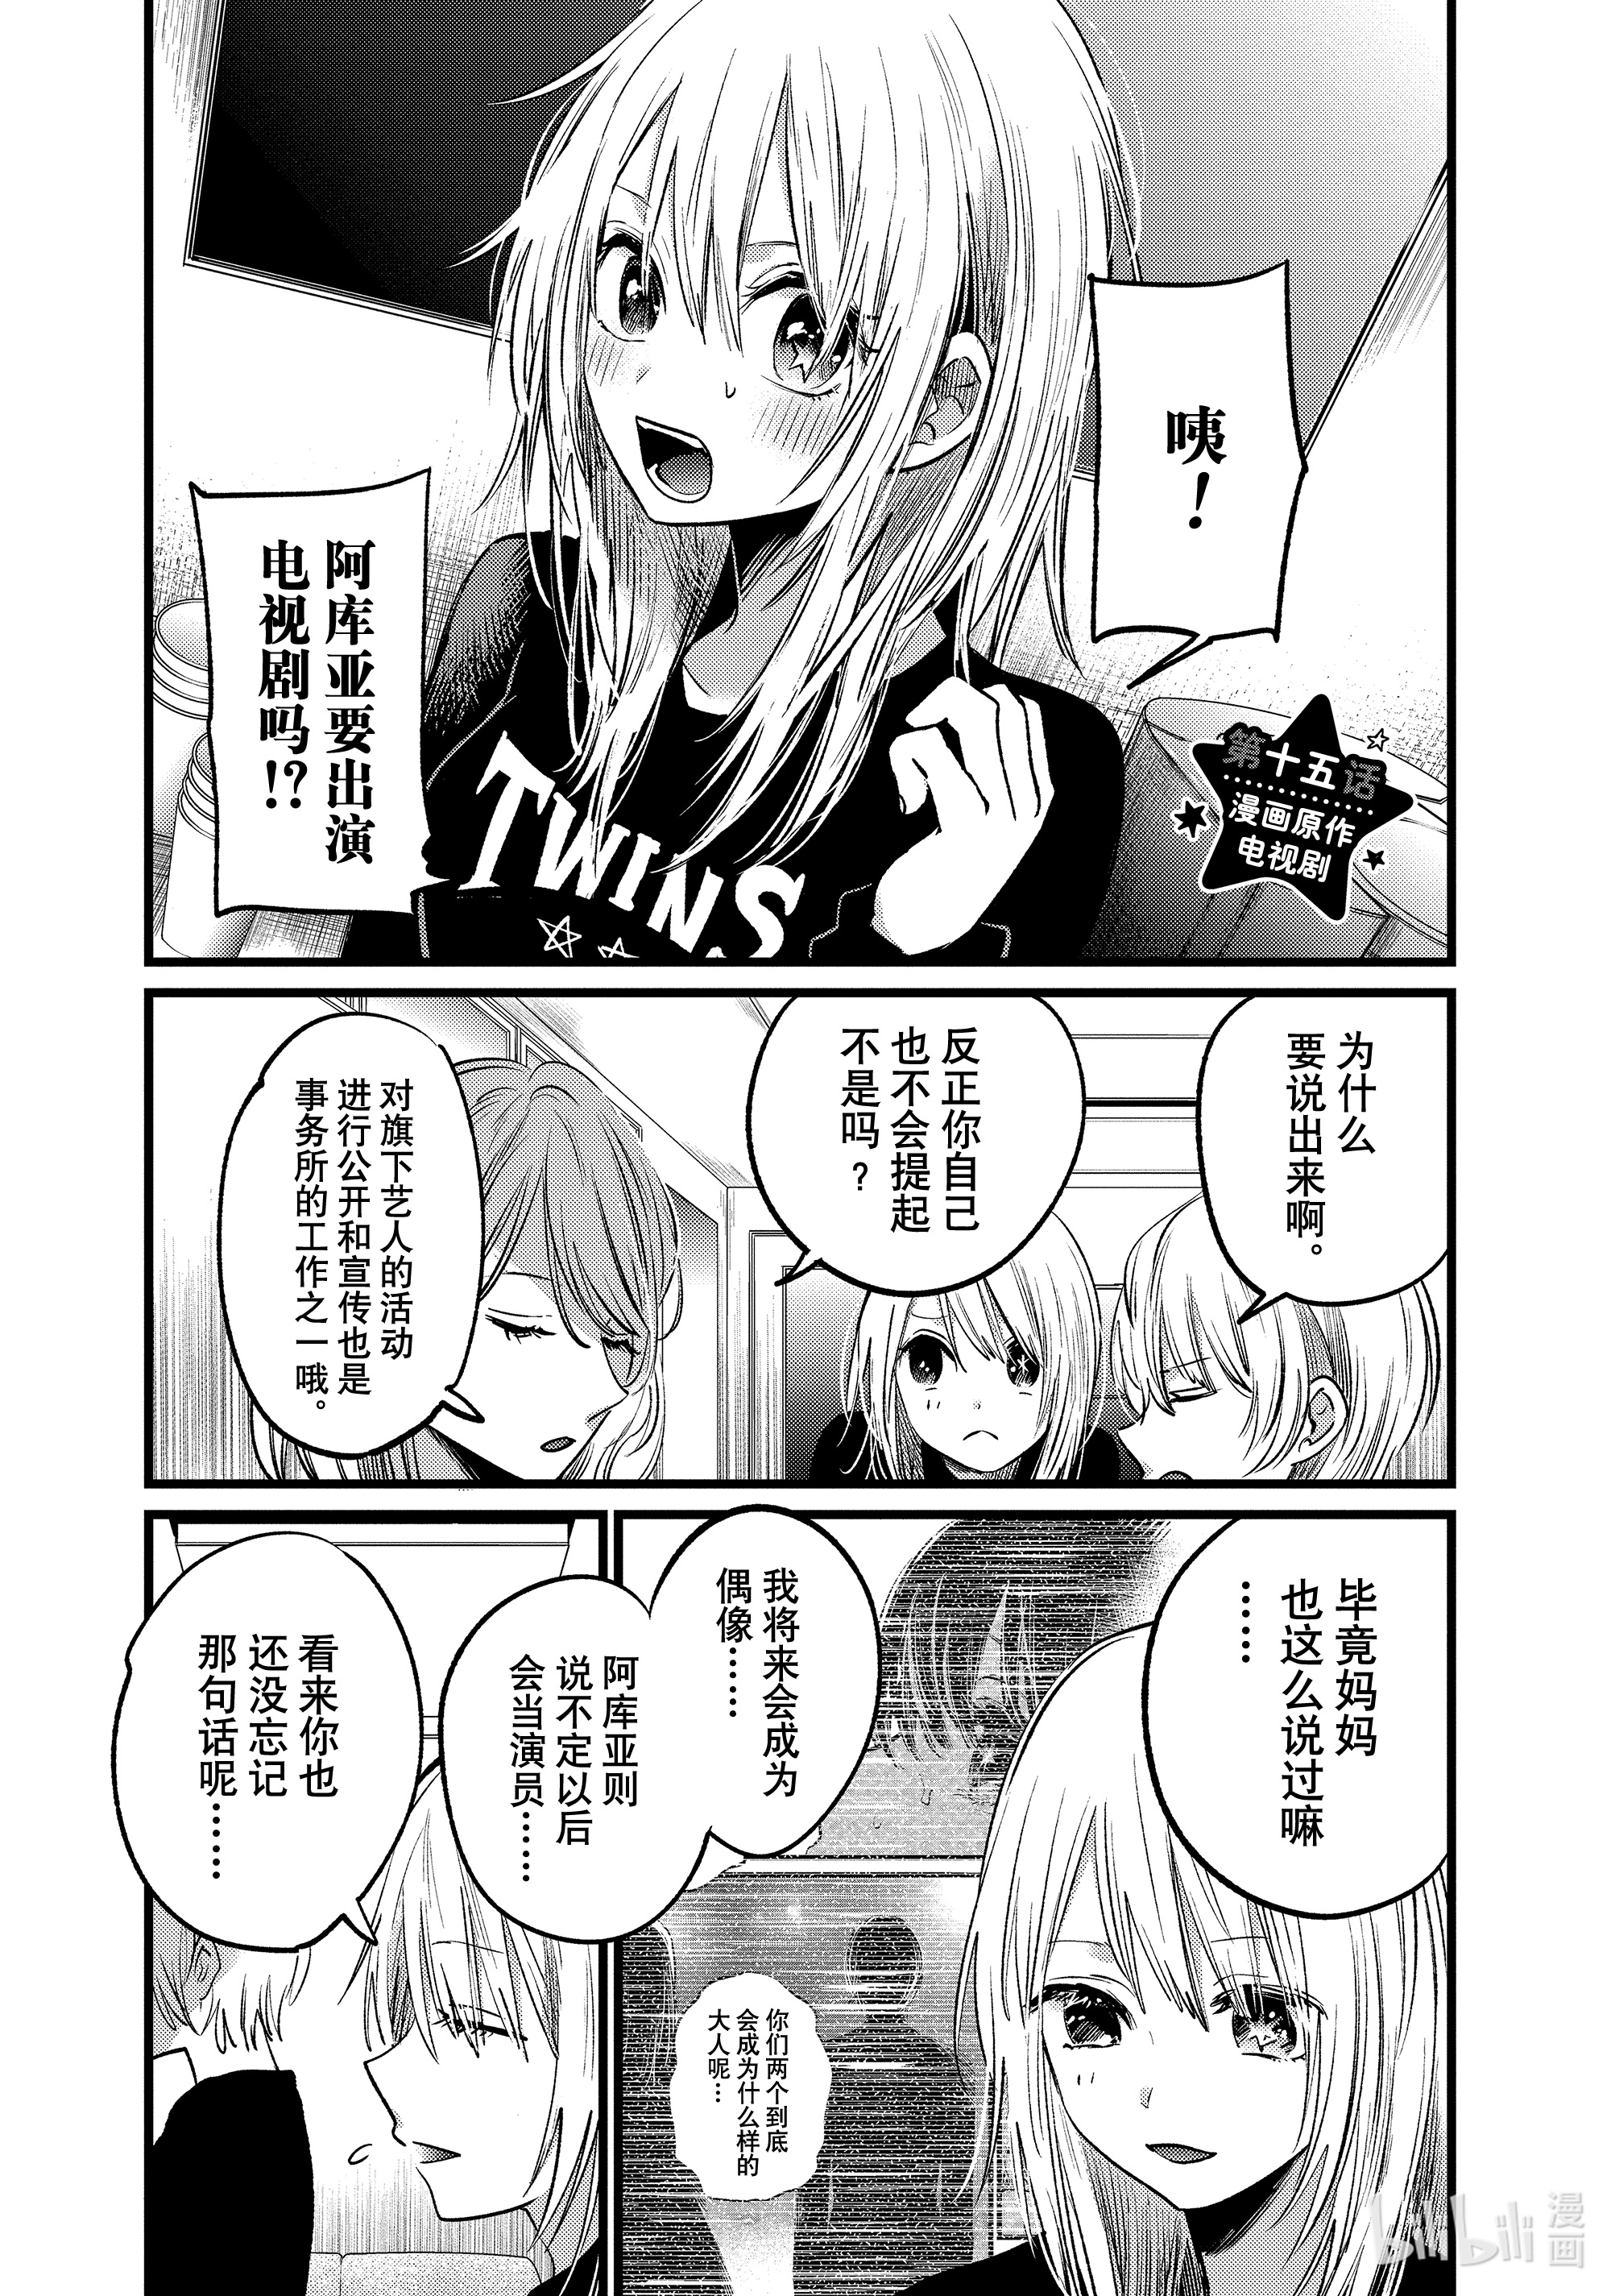 咦！
阿库亚要出演
电视剧吗!?
TWINS
第十五话
漫画原作
电视剧
为什么
要说出来啊。
反正你自己
也不会提起
不是吗？
对旗下艺人的活动
进行公开和宣传也是
事务所的工作之一哦。
毕竟妈妈
也这么说过嘛
……
你们两个到底
会成为什么样的
大人呢…
我将来会成为
偶像……
阿库亚则
说不定以后
会当演员……
看来你也
还没忘记
那句话呢……
bilibili
漫画